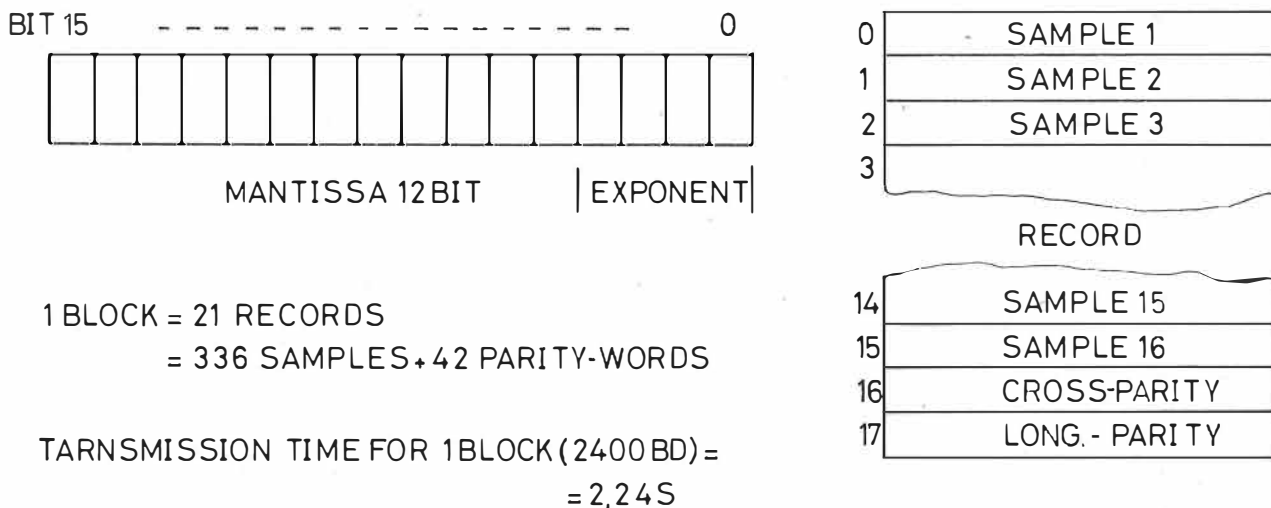 BIT 15 - - - - - - - - - - - - - - - - 0
MANTISSA 12 BIT | EXPONENT |
1 BLOCK = 21 RECORDS
= 336 SAMPLES + 42 PARITY-WORDS
TARNSMISSION TIME FOR 1 BLOCK (2400 BD) =
= 2,24 S
0 SAMPLE 1
1 SAMPLE 2
2 SAMPLE 3
3
RECORD
14 SAMPLE 15
15 SAMPLE 16
16 CROSS-PARITY
17 LONG.- PARITY